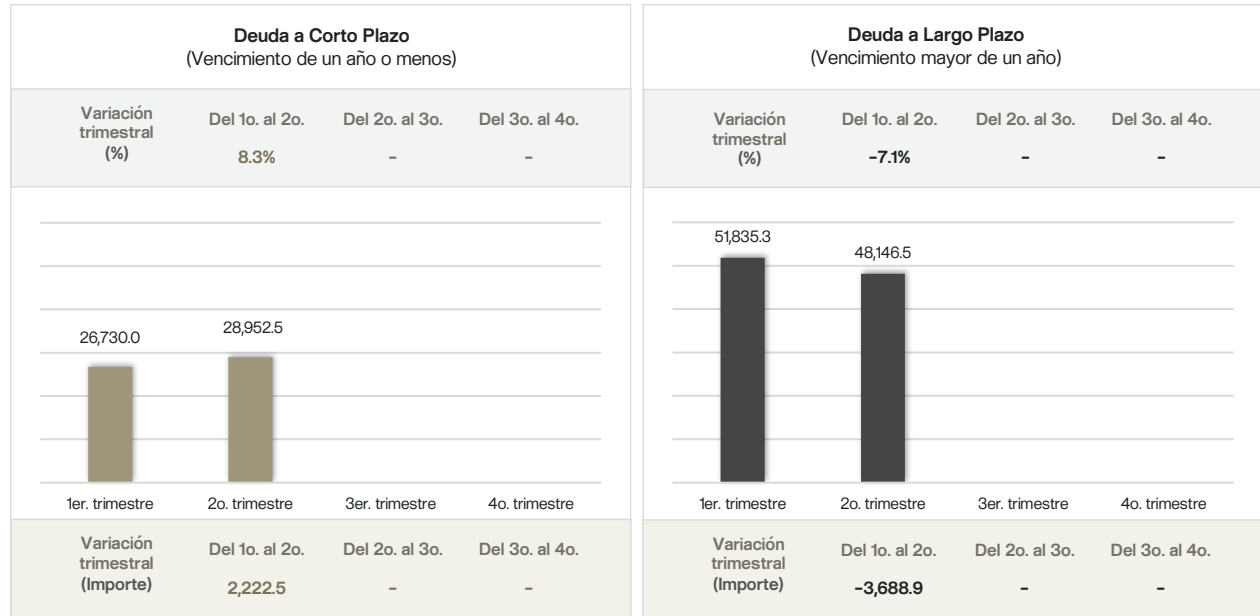 Deuda a Corto Plazo
(Vencimiento de un año o menos)
Variación
trimestral
(%)
Del 1o. al 2o.
Del 2o. al 3o.
Del 3o. al 4o.
8.3%
-
-
26,730.0
28,952.5
1er. trimestre
2o. trimestre
3er. trimestre
4o. trimestre
Variación
trimestral
(Importe)
Del 1o. al 2o.
Del 2o. al 3o.
Del 3o. al 4o.
2,222.5
-
-
Deuda a Largo Plazo
(Vencimiento mayor de un año)
Variación
trimestral
(%)
Del 1o. al 2o.
Del 2o. al 3o.
Del 3o. al 4o.
-7.1%
-
-
51,835.3
48,146.5
1er. trimestre
2o. trimestre
3er. trimestre
4o. trimestre
Variación
trimestral
(Importe)
Del 1o. al 2o.
Del 2o. al 3o.
Del 3o. al 4o.
-3,688.9
-
-